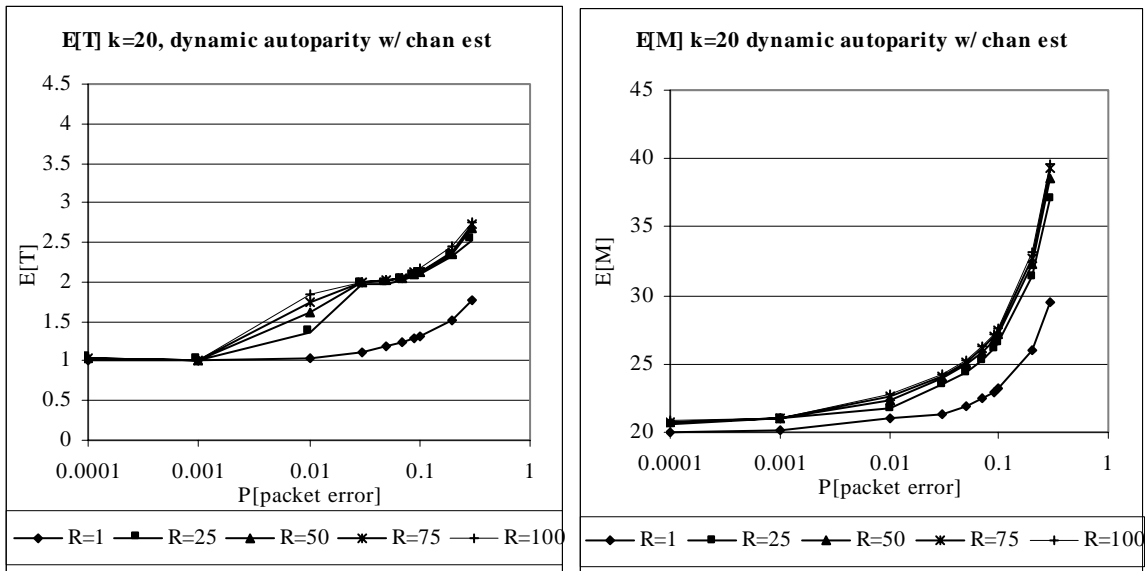 E[T] k=20, dynamic autoparity w/ chan est
4.5
4
3.5
3
2.5
2
1.5
1
0.5
0
E[T]
0.0001 0.001 0.01 0.1 1
P[packet error]
R=1 R=25 R=50 R=75 R=100
E[M] k=20 dynamic autoparity w/ chan est
45
40
35
30
25
20
E[M]
0.0001 0.001 0.01 0.1 1
P[packet error]
R=1 R=25 R=50 R=75 R=100